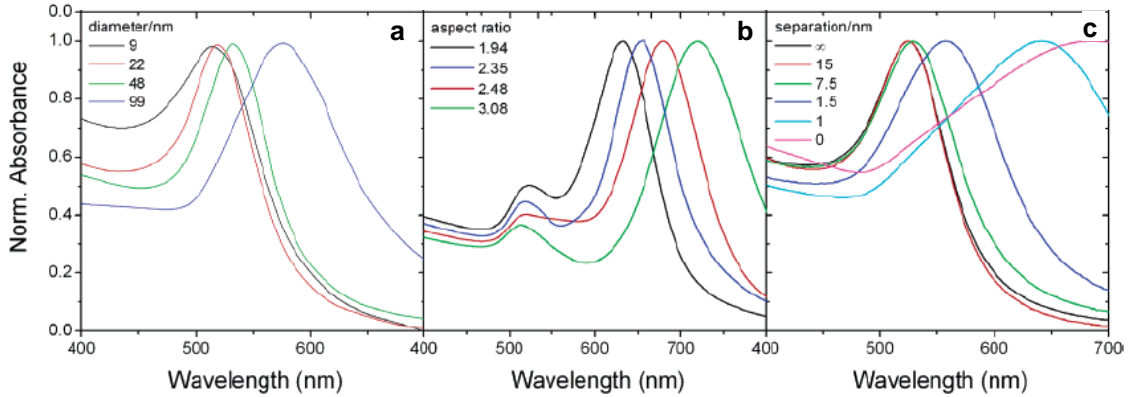 diameter/nm
9
22
48
99
a
aspect ratio
1.94
2.35
2.48
3.08
b
separation/nm
∞
15
7.5
1.5
1
0
c
Norm. Absorbance
1.0
0.8
0.6
0.4
0.2
0.0
400 500 600 400 500 600 700 400 500 600 700
Wavelength (nm) Wavelength (nm) Wavelength (nm)